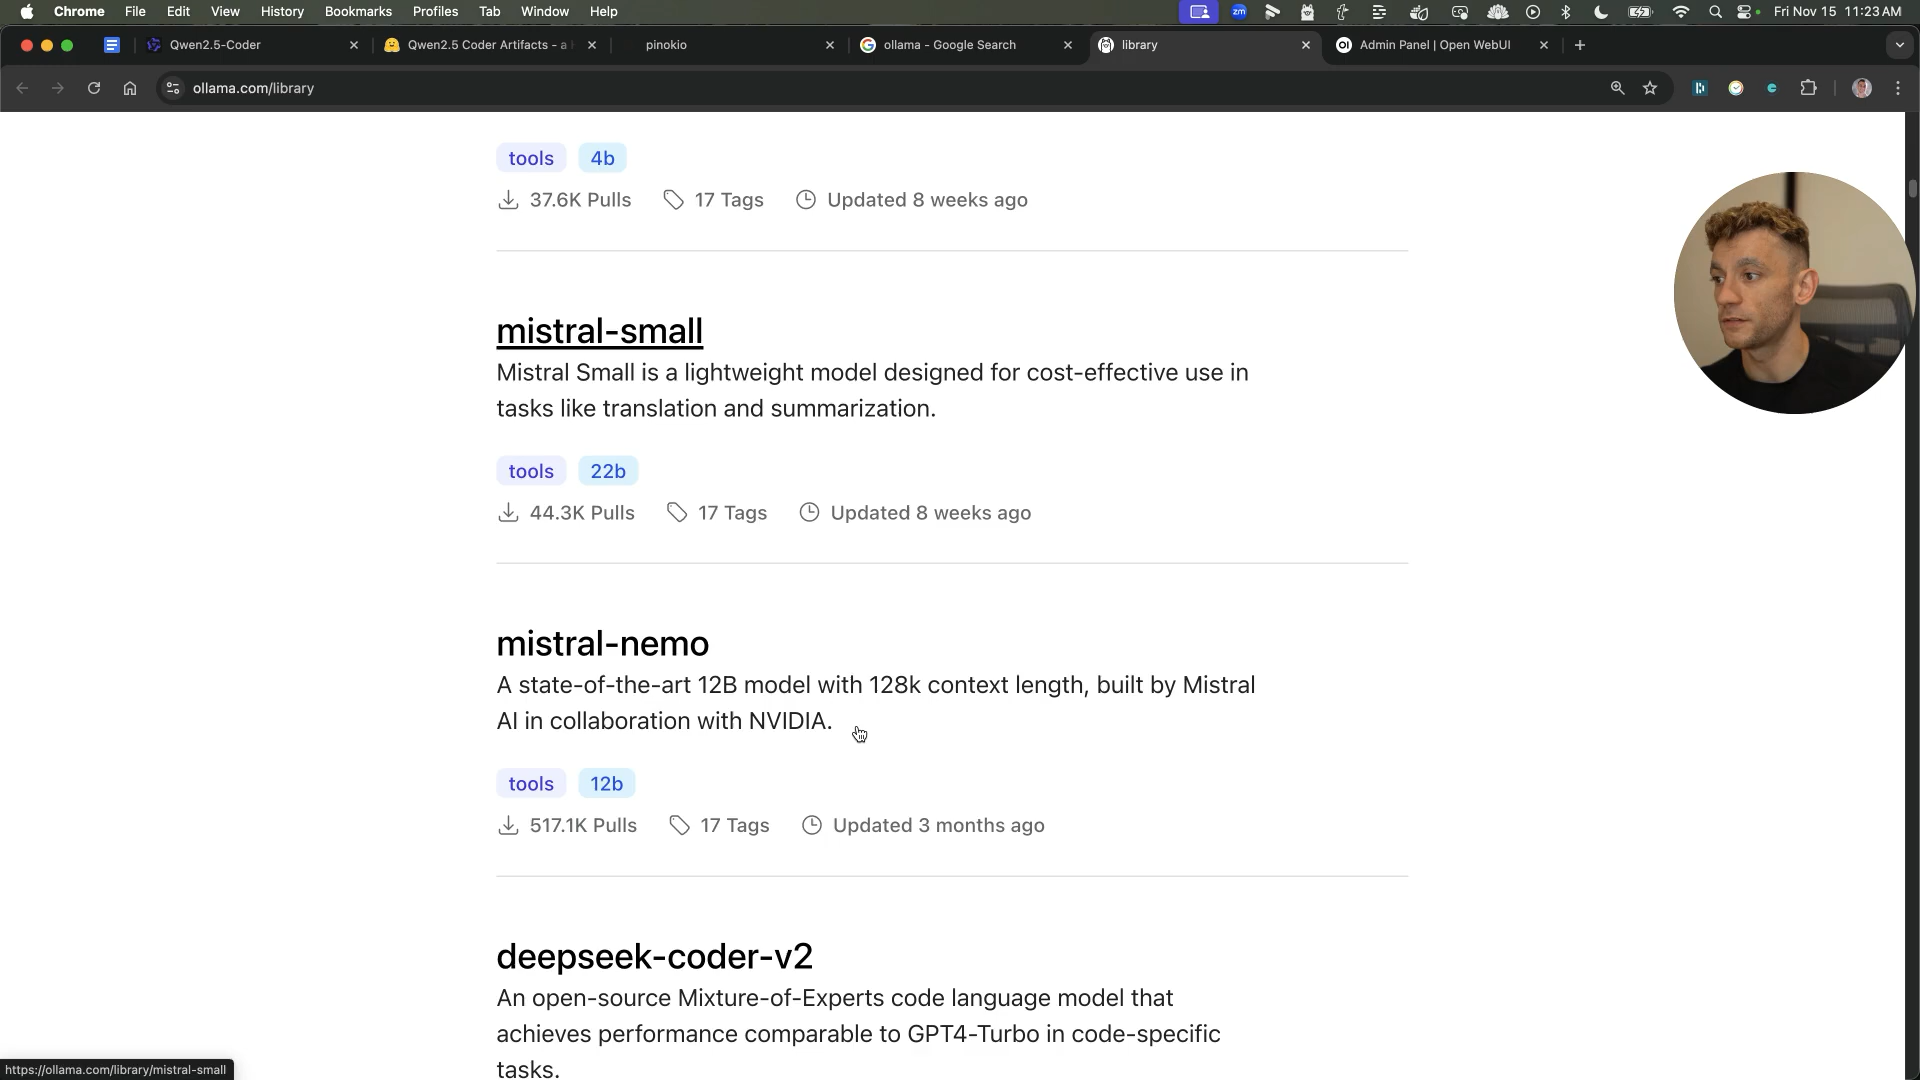 Chrome File Edit View History Bookmarks Profiles Tab Window Help zm Fri Nov 15 11:23 AM
Qwen2.5-Coder Qwen2.5 Coder Artifacts - a pinokio ollama - Google Search library OI Admin Panel | Open WebUI
ollama.com/library
tools 4b
37.6K Pulls 17 Tags Updated 8 weeks ago
mistral-small
Mistral Small is a lightweight model designed for cost-effective use in
tasks like translation and summarization.
tools 22b
44.3K Pulls 17 Tags Updated 8 weeks ago
mistral-nemo
A state-of-the-art 12B model with 128k context length, built by Mistral
AI in collaboration with NVIDIA.
tools 12b
517.1K Pulls 17 Tags Updated 3 months ago
deepseek-coder-v2
An open-source Mixture-of-Experts code language model that
achieves performance comparable to GPT4-Turbo in code-specific
tasks.
https://ollama.com/library/mistral-small